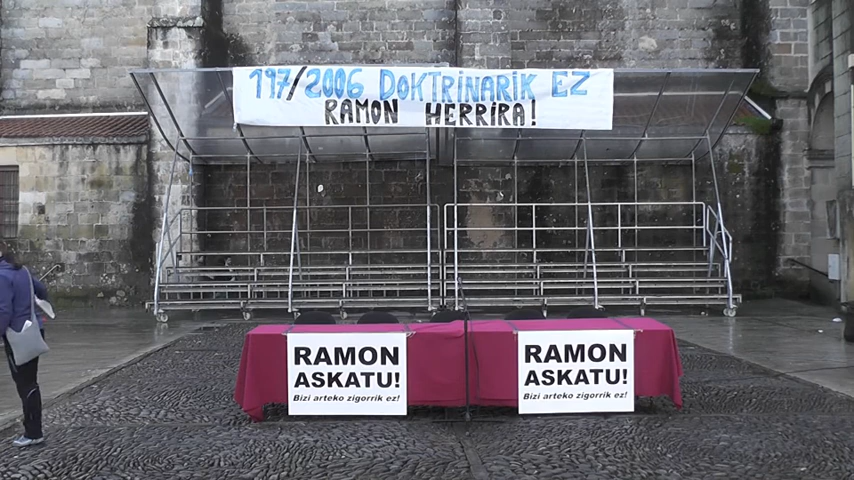 197/2006 DOKTRINARIK EZ
RAMON HERRIRA!
RAMON
ASKATU!
Bizi arteko zigorrik ez!
RAMON
ASKATU!
Bizi arteko zigorrik ez!